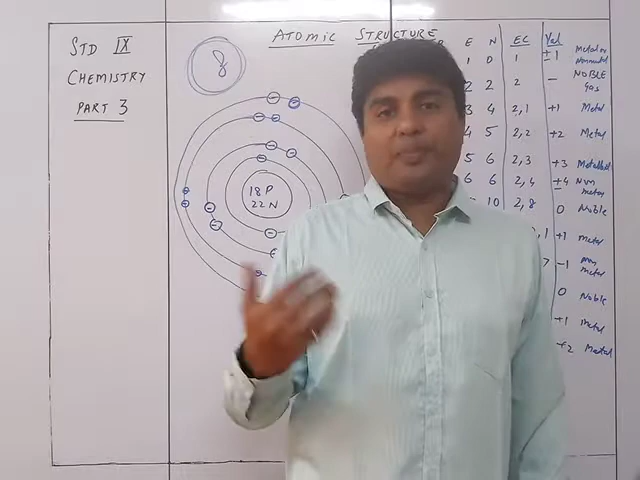 STD IX
CHEMISTRY
PART 3
8
ATOMIC STRUCTURE
18 P
22 N
E N EC Val
1 0 1 ±1 Metal or Nonmetal
2 2 2 - NOBLE Gas
3 4 2,1 +1 Metal
4 5 2,2 +2 Metal
5 6 2,3 +3 Metalloid
6 6 2,4 ±4 Non metal
10 2,8 0 Noble
,1 +1 Metal
7 -1 Non metal
0 Noble
+1 Metal
+2 Metal